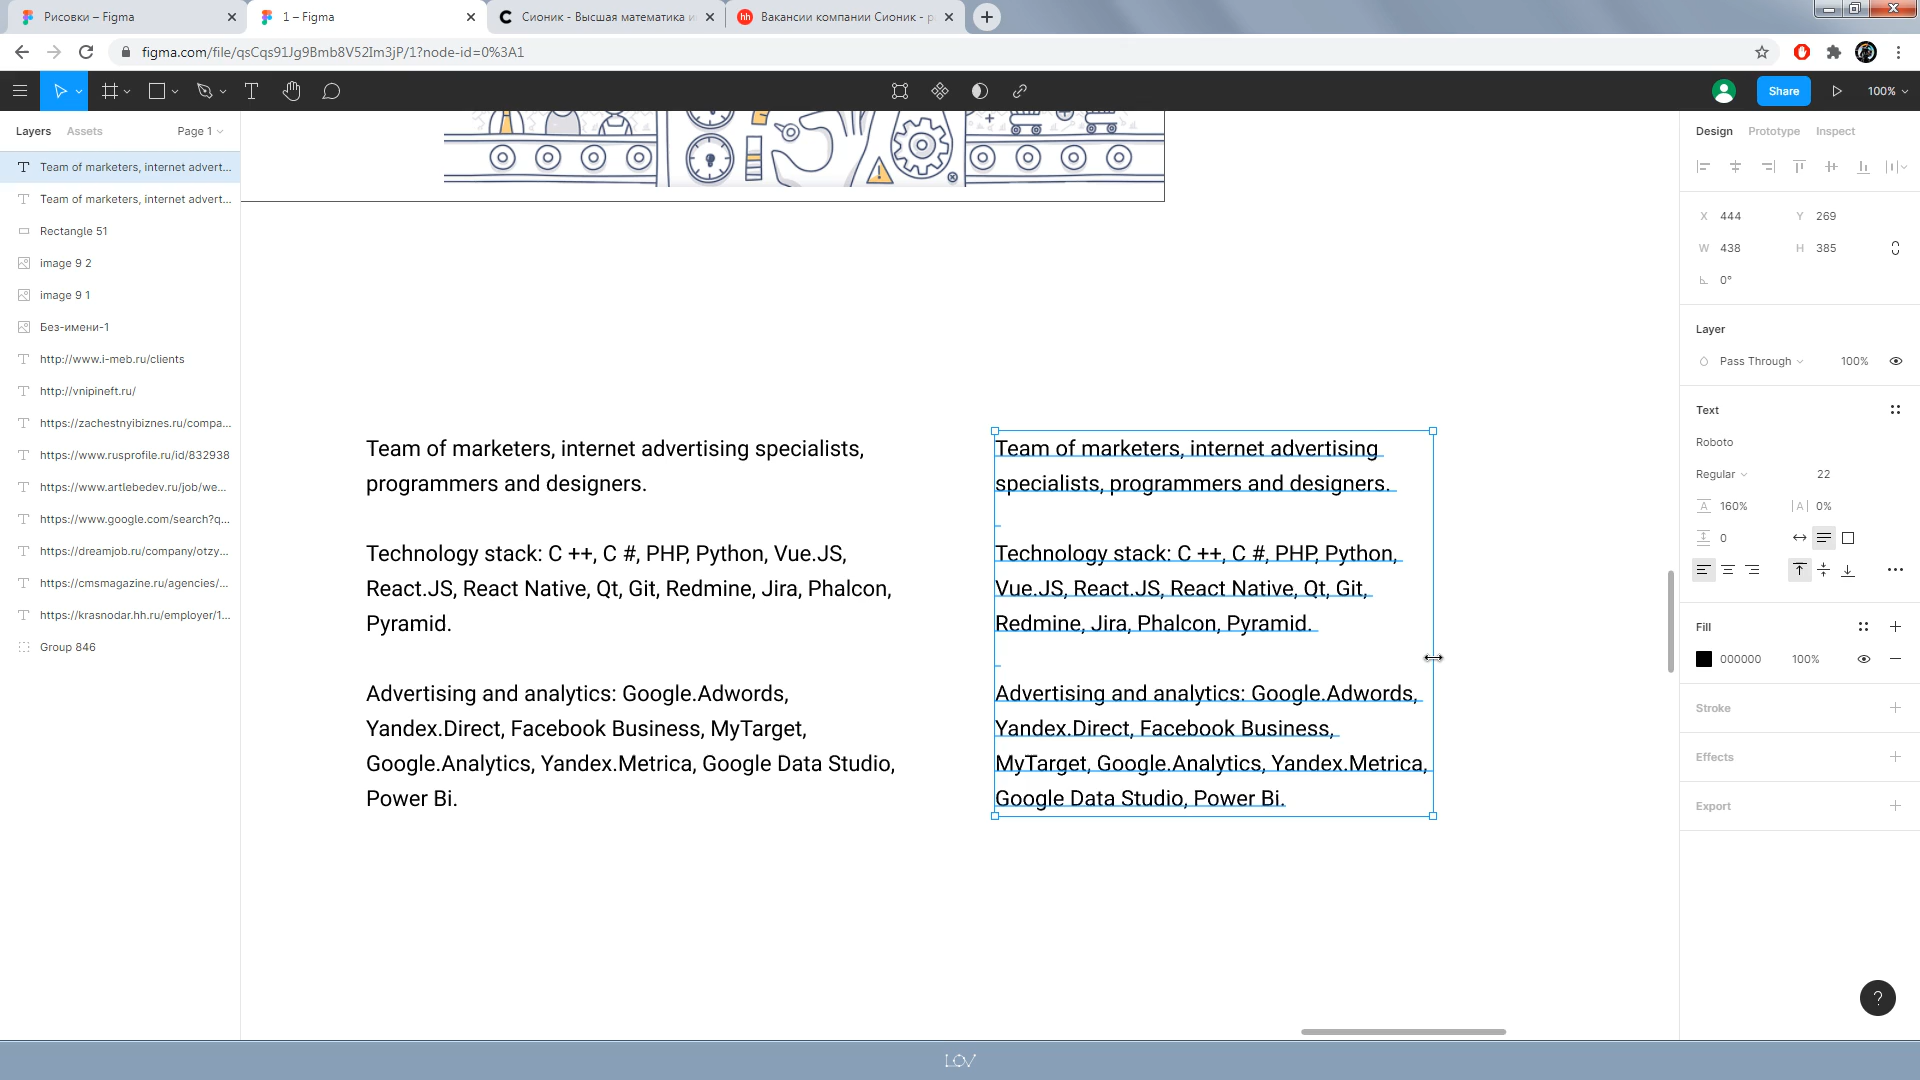 Рисовки – Figma
1 – Figma
Сионик - Высшая математика и
Вакансии компании Сионик - р
figma.com/file/qsCqs91Jg9Bmb8V52Im3jP/1?node-id=0%3A1
Share
100%
Layers
Assets
Page 1
Team of marketers, internet advert...
Team of marketers, internet advert...
Rectangle 51
image 9 2
image 9 1
Без-имени-1
http://www.i-meb.ru/clients
http://vnipineft.ru/
https://zachestnyibiznes.ru/compa...
https://www.rusprofile.ru/id/832938
https://www.artlebedev.ru/job/we...
https://www.google.com/search?q...
https://dreamjob.ru/company/otzy...
https://cmsmagazine.ru/agencies/...
https://krasnodar.hh.ru/employer/1...
Group 846
Team of marketers, internet advertising specialists,
programmers and designers.
Technology stack: C ++, C #, PHP, Python, Vue.JS,
React.JS, React Native, Qt, Git, Redmine, Jira, Phalcon,
Pyramid.
Advertising and analytics: Google.Adwords,
Yandex.Direct, Facebook Business, MyTarget,
Google.Analytics, Yandex.Metrica, Google Data Studio,
Power Bi.
Team of marketers, internet advertising
specialists, programmers and designers.
Technology stack: C ++, C #, PHP, Python,
Vue.JS, React.JS, React Native, Qt, Git,
Redmine, Jira, Phalcon, Pyramid.
Advertising and analytics: Google.Adwords,
Yandex.Direct, Facebook Business,
MyTarget, Google.Analytics, Yandex.Metrica,
Google Data Studio, Power Bi.
Design
Prototype
Inspect
X 444
Y 269
W 438
H 385
0°
Layer
Pass Through
100%
Text
Roboto
Regular
22
160%
|A| 0%
0
Fill
000000
100%
Stroke
Effects
Export
?
LOV